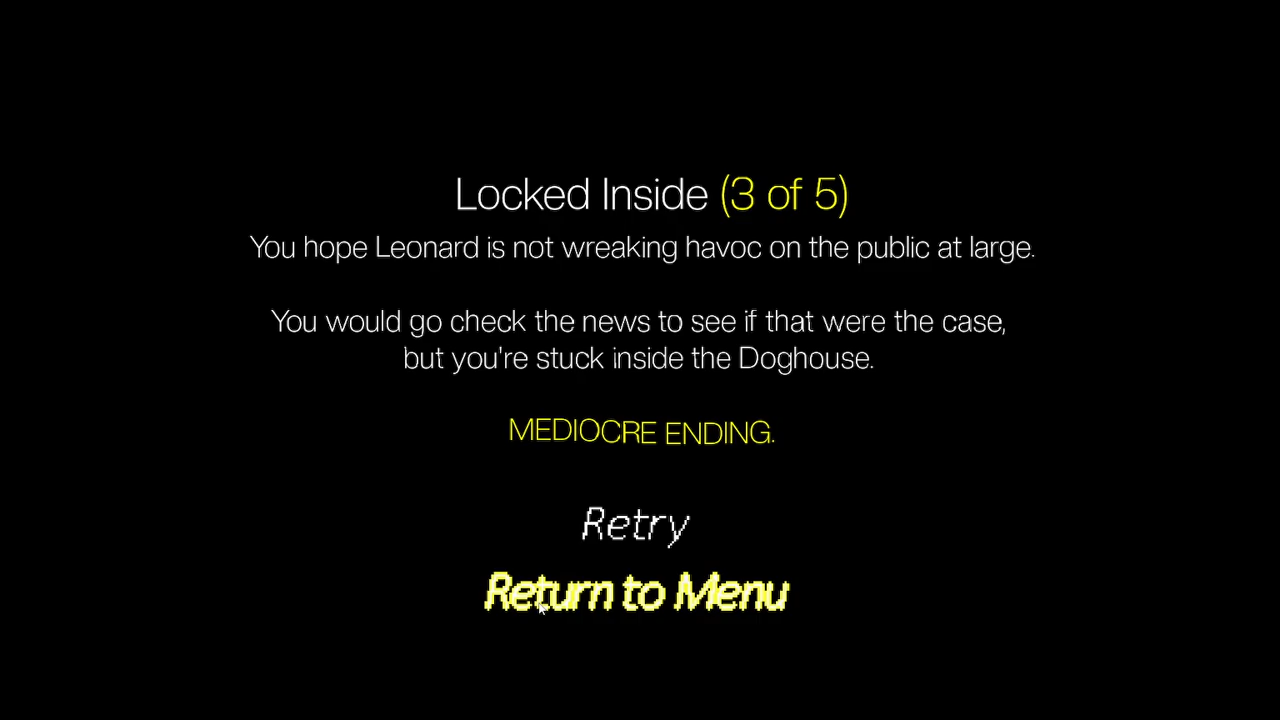 Locked Inside (3 of 5)
You hope Leonard is not wreaking havoc on the public at large.
You would go check the news to see if that were the case,
but you're stuck inside the Doghouse.
MEDIOCRE ENDING.
Retry
Return to Menu